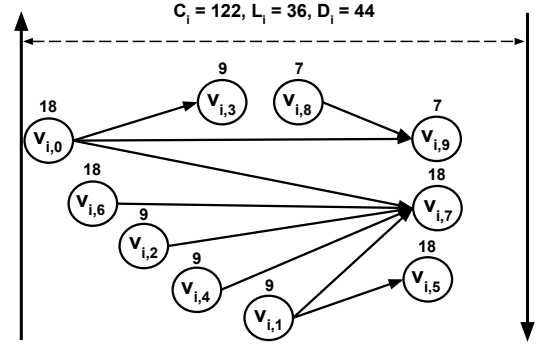 C_i = 122, L_i = 36, D_i = 44
9
7
v_i,3
v_i,8
18
7
v_i,0
v_i,9
18
18
v_i,6
v_i,7
9
v_i,2
18
9
9
v_i,5
v_i,4
v_i,1